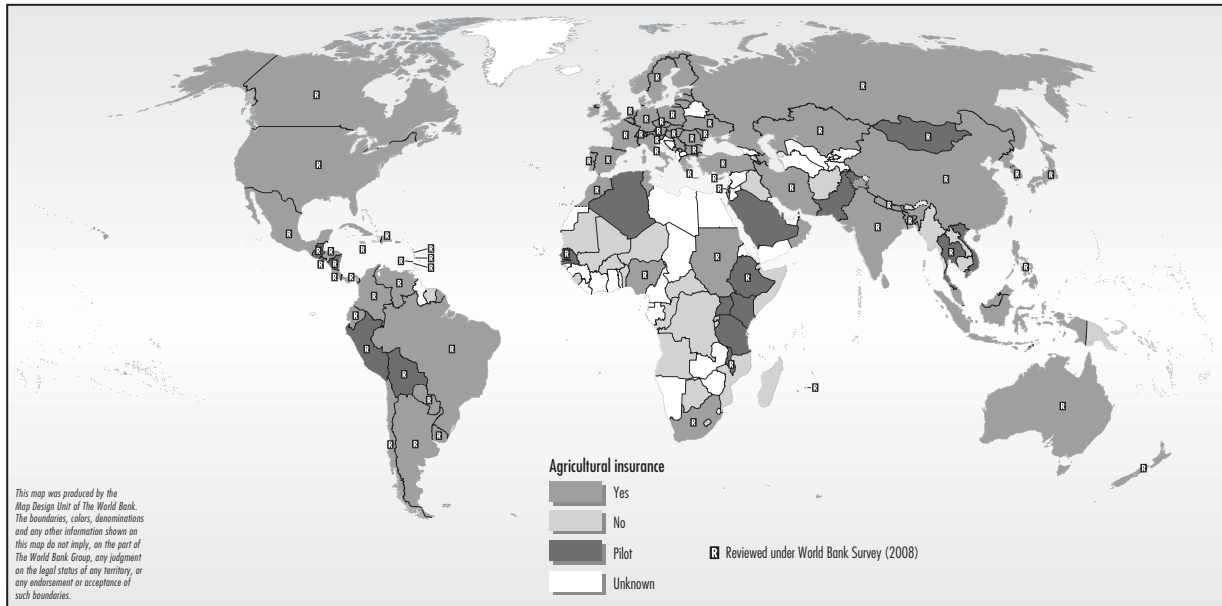 This map was produced by the
Map Design Unit of The World Bank.
The boundaries, colors, denominations
and any other information shown on
this map do not imply, on the part of
The World Bank Group, any judgment
on the legal status of any territory, or
any endorsement or acceptance of
such boundaries.
Agricultural insurance
Yes
No
Pilot
Unknown
R Reviewed under World Bank Survey (2008)